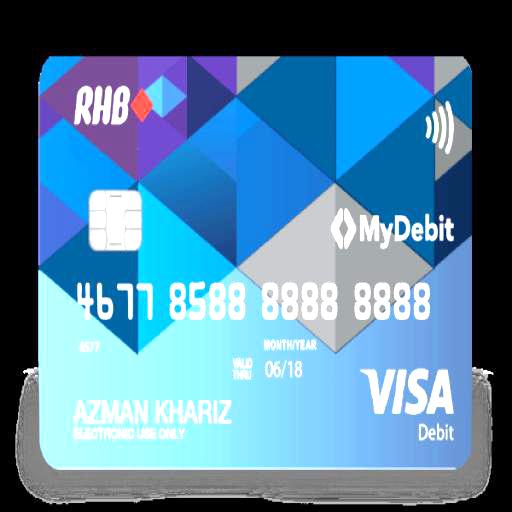 RHB
MyDebit
4677 8588 8888 8888
4677
MONTH/YEAR
VALID THRU 06/18
AZMAN KHARIZ
ELECTRONIC USE ONLY
VISA
Debit